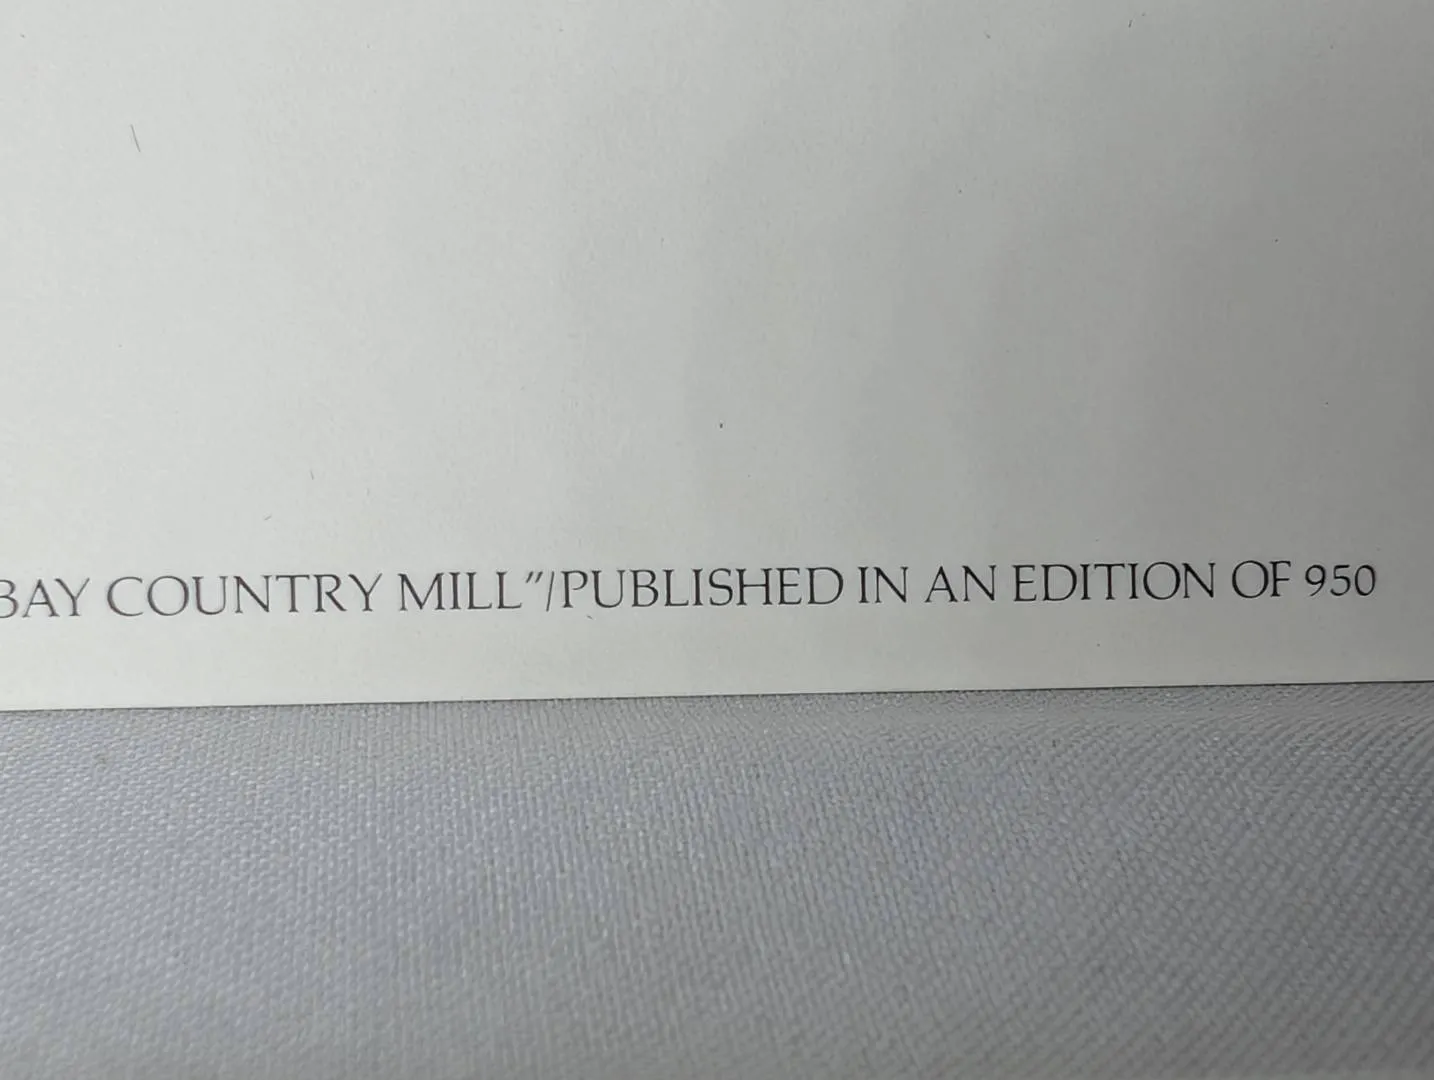 BAY COUNTRY MILL"/PUBLISHED IN AN EDITION OF 950